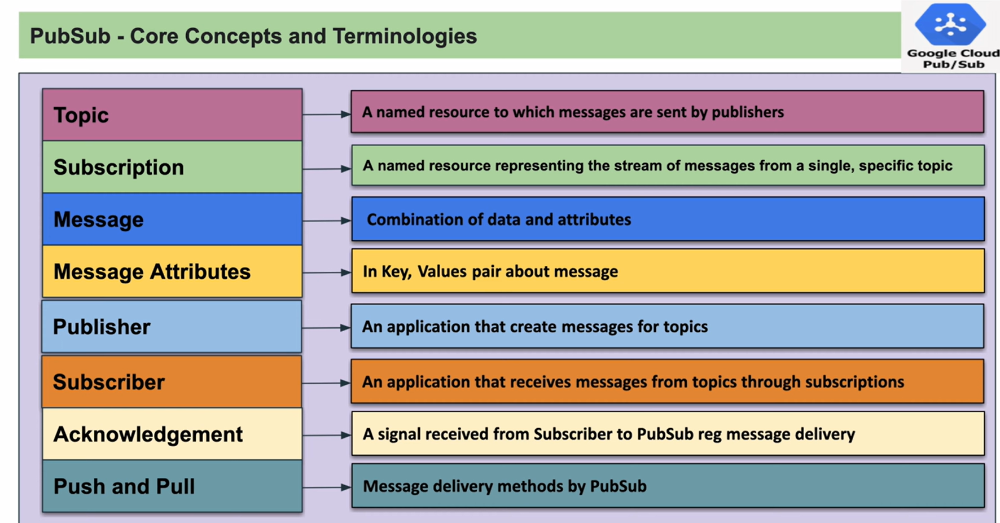 PubSub - Core Concepts and Terminologies
Google Cloud
Pub/Sub
Topic
A named resource to which messages are sent by publishers
Subscription
A named resource representing the stream of messages from a single, specific topic
Message
Combination of data and attributes
Message Attributes
In Key, Values pair about message
Publisher
An application that create messages for topics
Subscriber
An application that receives messages from topics through subscriptions
Acknowledgement
A signal received from Subscriber to PubSub reg message delivery
Push and Pull
Message delivery methods by PubSub